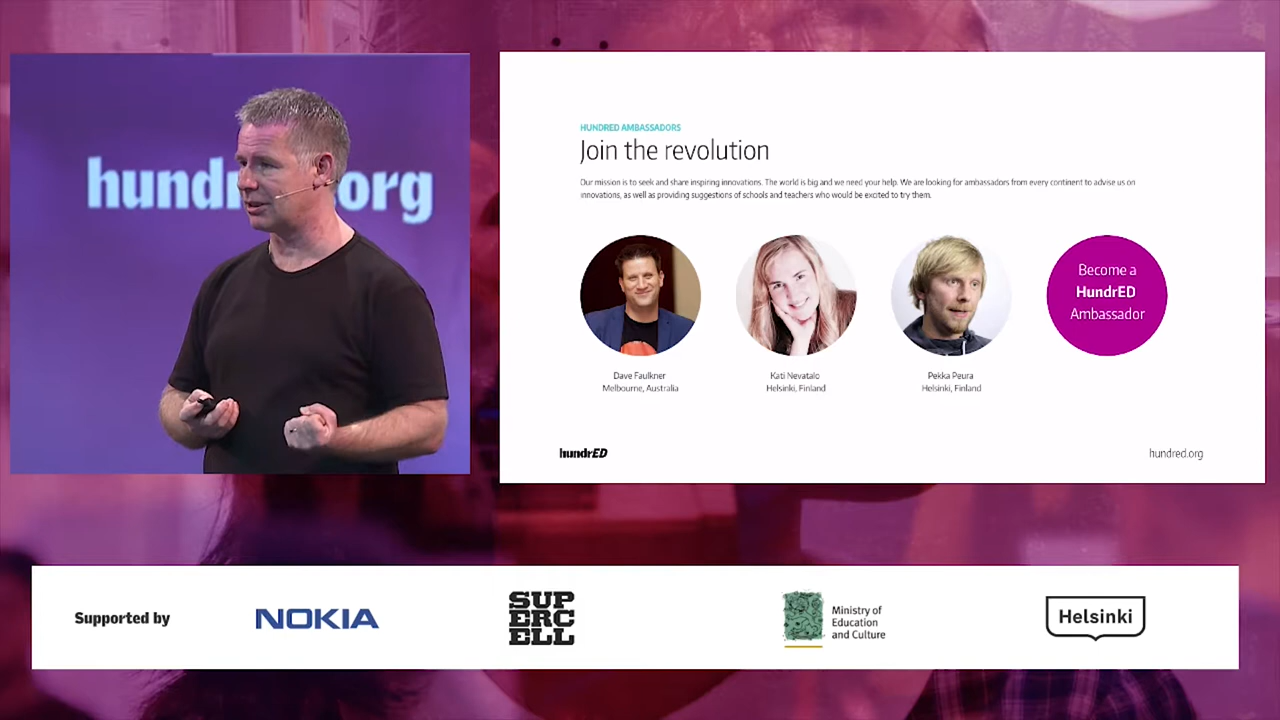 hund
org
HUNDRED AMBASSADORS
Join the revolution
Our mission is to seek and share inspiring innovations. The world is big and we need your help. We are looking for ambassadors from every continent to advise us on
innovations, as well as providing suggestions of schools and teachers who would be excited to try them.
Become a
HundrED
Ambassador
Dave Faulkner
Melbourne, Australia
Kati Nevatalo
Helsinki, Finland
Pekka Peura
Helsinki, Finland
hundrED
hundred.org
Supported by
NOKIA
SUP
ERC
ELL
Ministry of
Education
and Culture
Helsinki